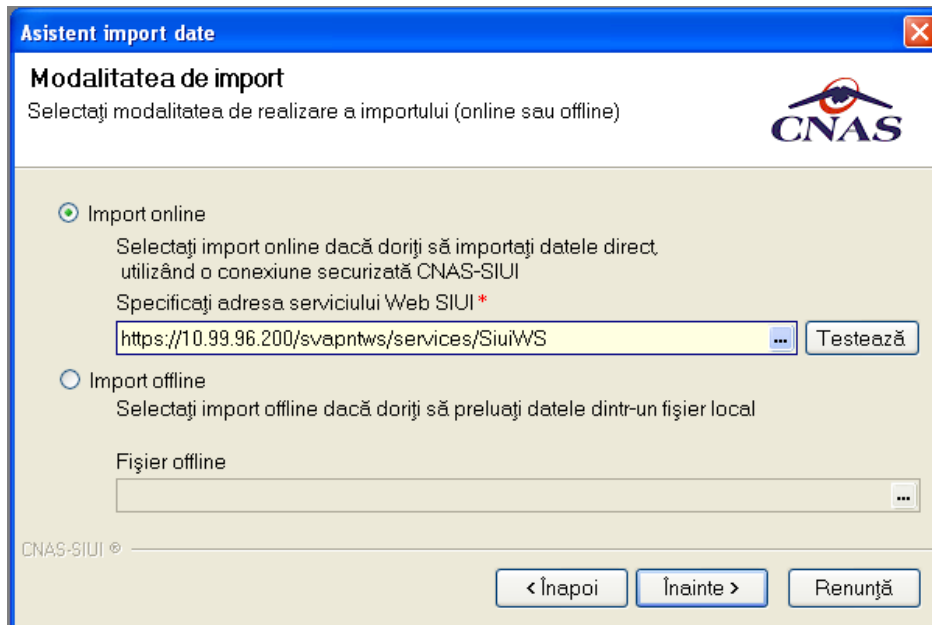 Asistent import date
Modalitatea de import
Selectaţi modalitatea de realizare a importului (online sau offline)
CNAS
Import online
Selectaţi import online dacă doriţi să importaţi datele direct,
utilizând o conexiune securizată CNAS-SIUI
Specificaţi adresa serviciului Web SIUI *
https://10.99.96.200/svapntws/services/SiuiWS ... Testează
Import offline
Selectaţi import offline dacă doriţi să preluaţi datele dintr-un fişier local
Fişier offline
...
CNAS-SIUI ®
< Înapoi Înainte > Renunţă